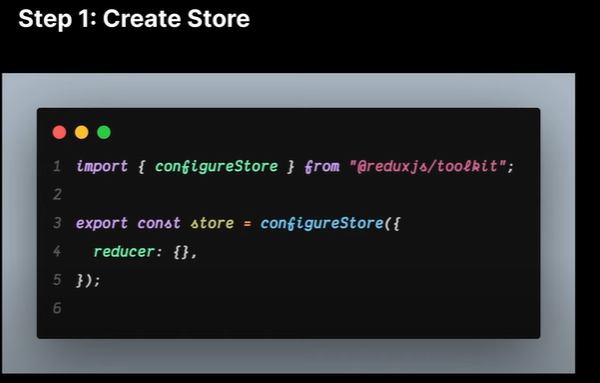 Step 1: Create Store
1 import { configureStore } from "@reduxjs/toolkit";
2
3 export const store = configureStore({
4   reducer: {},
5 });
6